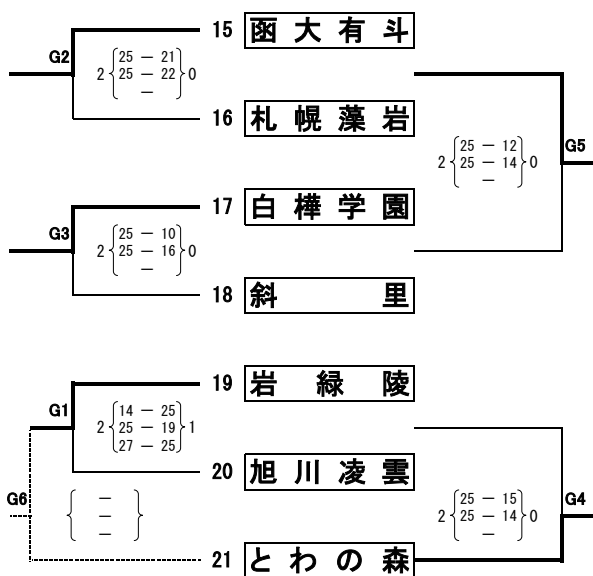 15 函大有斗
G2
2 25 － 21 0
25 － 22
－
16 札幌藻岩
G5
2 25 － 12 0
25 － 14
－
17 白樺学園
G3
2 25 － 10 0
25 － 16
－
18 斜里
19 岩緑陵
G1
2 14 － 25 1
25 － 19
27 － 25
20 旭川凌雲
G6
－
－
－
G4
2 25 － 15 0
25 － 14
－
21 とわの森